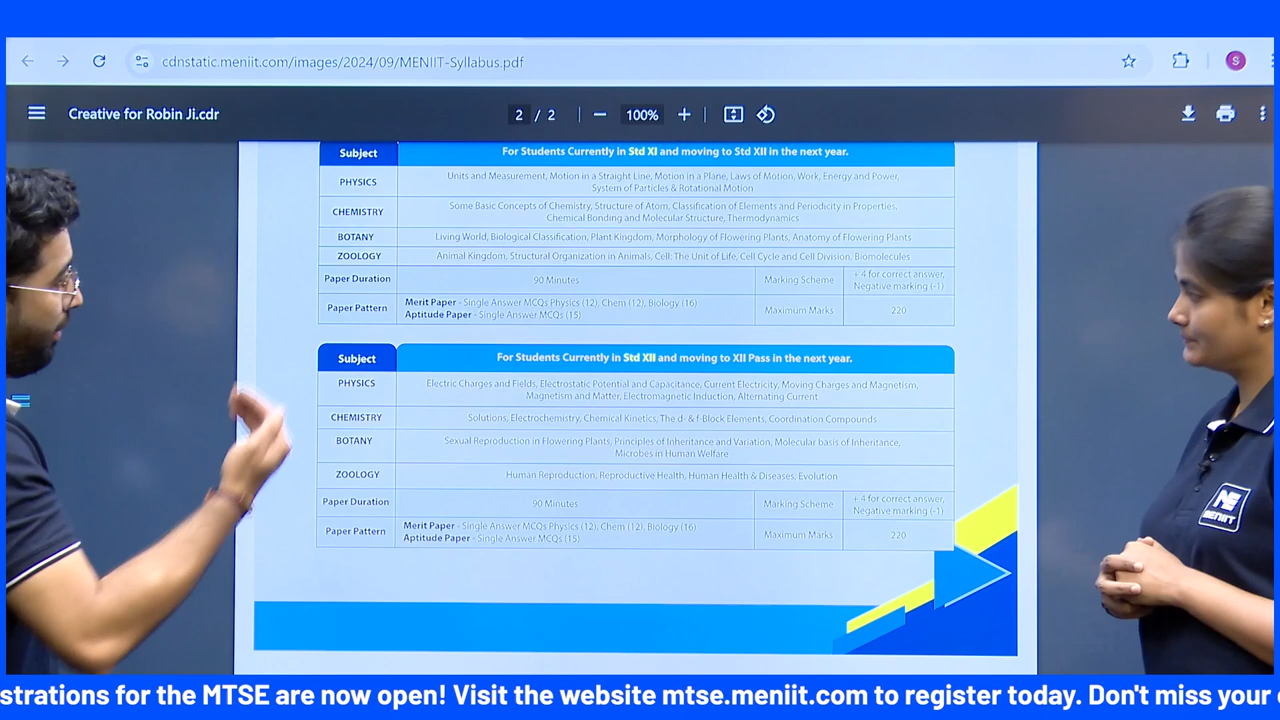 cdnstatic.meniit.com/images/2024/09/MENIIT-Syllabus.pdf
S
Creative for Robin Ji.cdr
2 / 2
100%
Subject
For Students Currently in Std XI and moving to Std XII in the next year.
PHYSICS
Units and Measurement, Motion in a Straight Line, Motion in a Plane, Laws of Motion, Work, Energy and Power,
System of Particles & Rotational Motion
CHEMISTRY
Some Basic Concepts of Chemistry, Structure of Atom, Classification of Elements and Periodicity in Properties,
Chemical Bonding and Molecular Structure, Thermodynamics
BOTANY
Living World, Biological Classification, Plant Kingdom, Morphology of Flowering Plants, Anatomy of Flowering Plants
ZOOLOGY
Animal Kingdom, Structural Organization in Animals, Cell: The Unit of Life, Cell Cycle and Cell Division, Biomolecules
Paper Duration
90 Minutes
Marking Scheme
+ 4 for correct answer,
Negative marking (-1)
Paper Pattern
Merit Paper - Single Answer MCQs Physics (12), Chem (12), Biology (16)
Aptitude Paper - Single Answer MCQs (15)
Maximum Marks
220
Subject
For Students Currently in Std XII and moving to XII Pass in the next year.
PHYSICS
Electric Charges and Fields, Electrostatic Potential and Capacitance, Current Electricity, Moving Charges and Magnetism,
Magnetism and Matter, Electromagnetic Induction, Alternating Current
CHEMISTRY
Solutions, Electrochemistry, Chemical Kinetics, The d- & f-Block Elements, Coordination Compounds
BOTANY
Sexual Reproduction in Flowering Plants, Principles of Inheritance and Variation, Molecular basis of Inheritance,
Microbes in Human Welfare
ZOOLOGY
Human Reproduction, Reproductive Health, Human Health & Diseases, Evolution
Paper Duration
90 Minutes
Marking Scheme
+ 4 for correct answer,
Negative marking (-1)
Paper Pattern
Merit Paper - Single Answer MCQs Physics (12), Chem (12), Biology (16)
Aptitude Paper - Single Answer MCQs (15)
Maximum Marks
220
MENIIT
strations for the MTSE are now open! Visit the website mtse.meniit.com to register today. Don't miss your